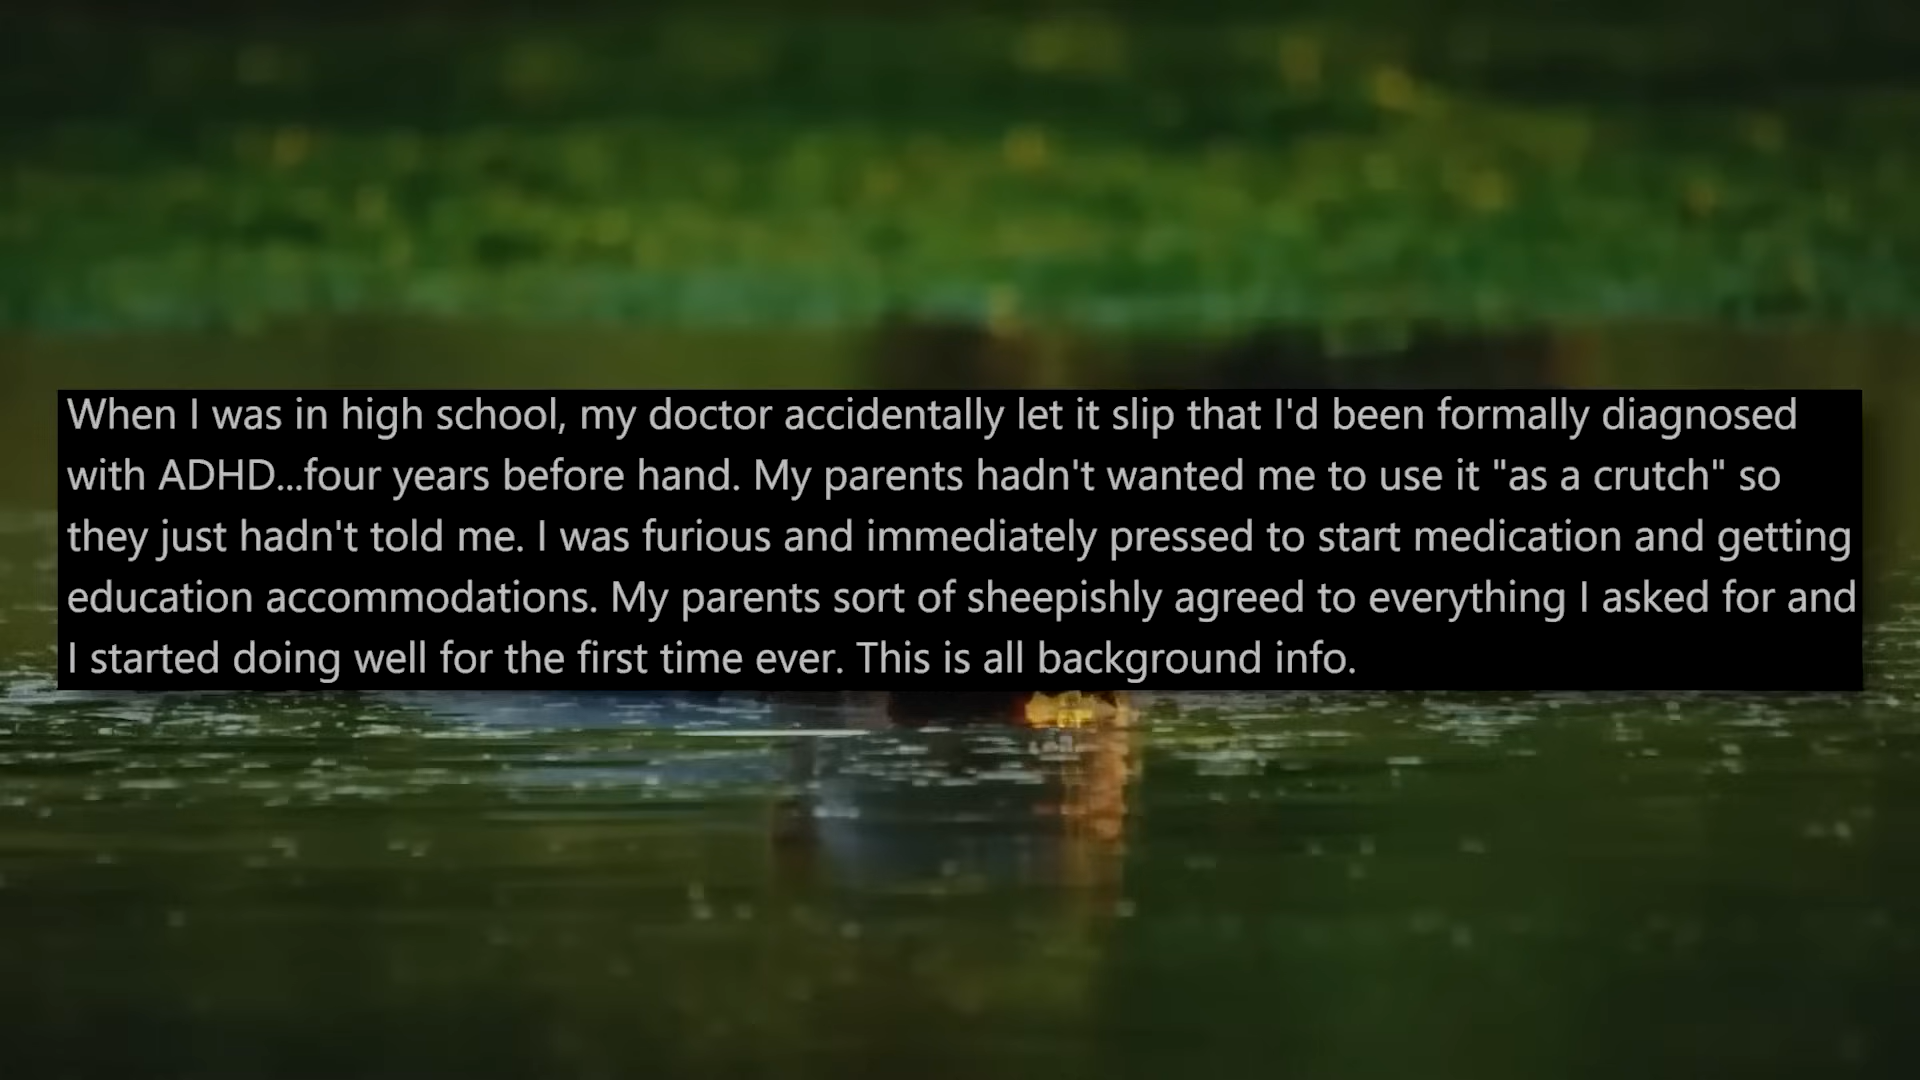 When I was in high school, my doctor accidentally let it slip that I'd been formally diagnosed
with ADHD...four years before hand. My parents hadn't wanted me to use it "as a crutch" so
they just hadn't told me. I was furious and immediately pressed to start medication and getting
education accommodations. My parents sort of sheepishly agreed to everything I asked for and
I started doing well for the first time ever. This is all background info.